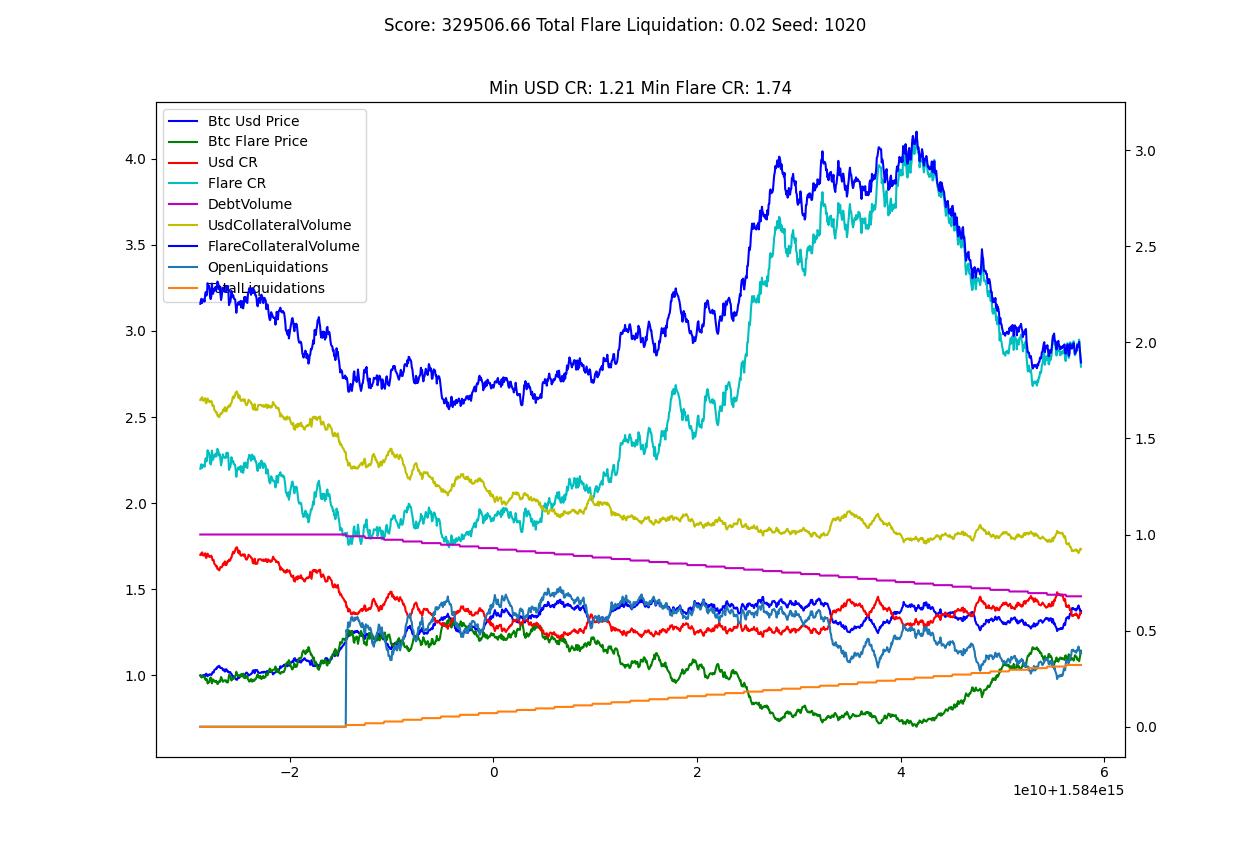 Score: 329506.66 Total Flare Liquidation: 0.02 Seed: 1020
Min USD CR: 1.21 Min Flare CR: 1.74
Btc Usd Price
Btc Flare Price
Usd CR
Flare CR
DebtVolume
UsdCollateralVolume
FlareCollateralVolume
OpenLiquidations
TotalLiquidations
4.0
3.5
3.0
2.5
2.0
1.5
1.0
3.0
2.5
2.0
1.5
1.0
0.5
0.0
−2
0
2
4
6
1e10+1.584e15